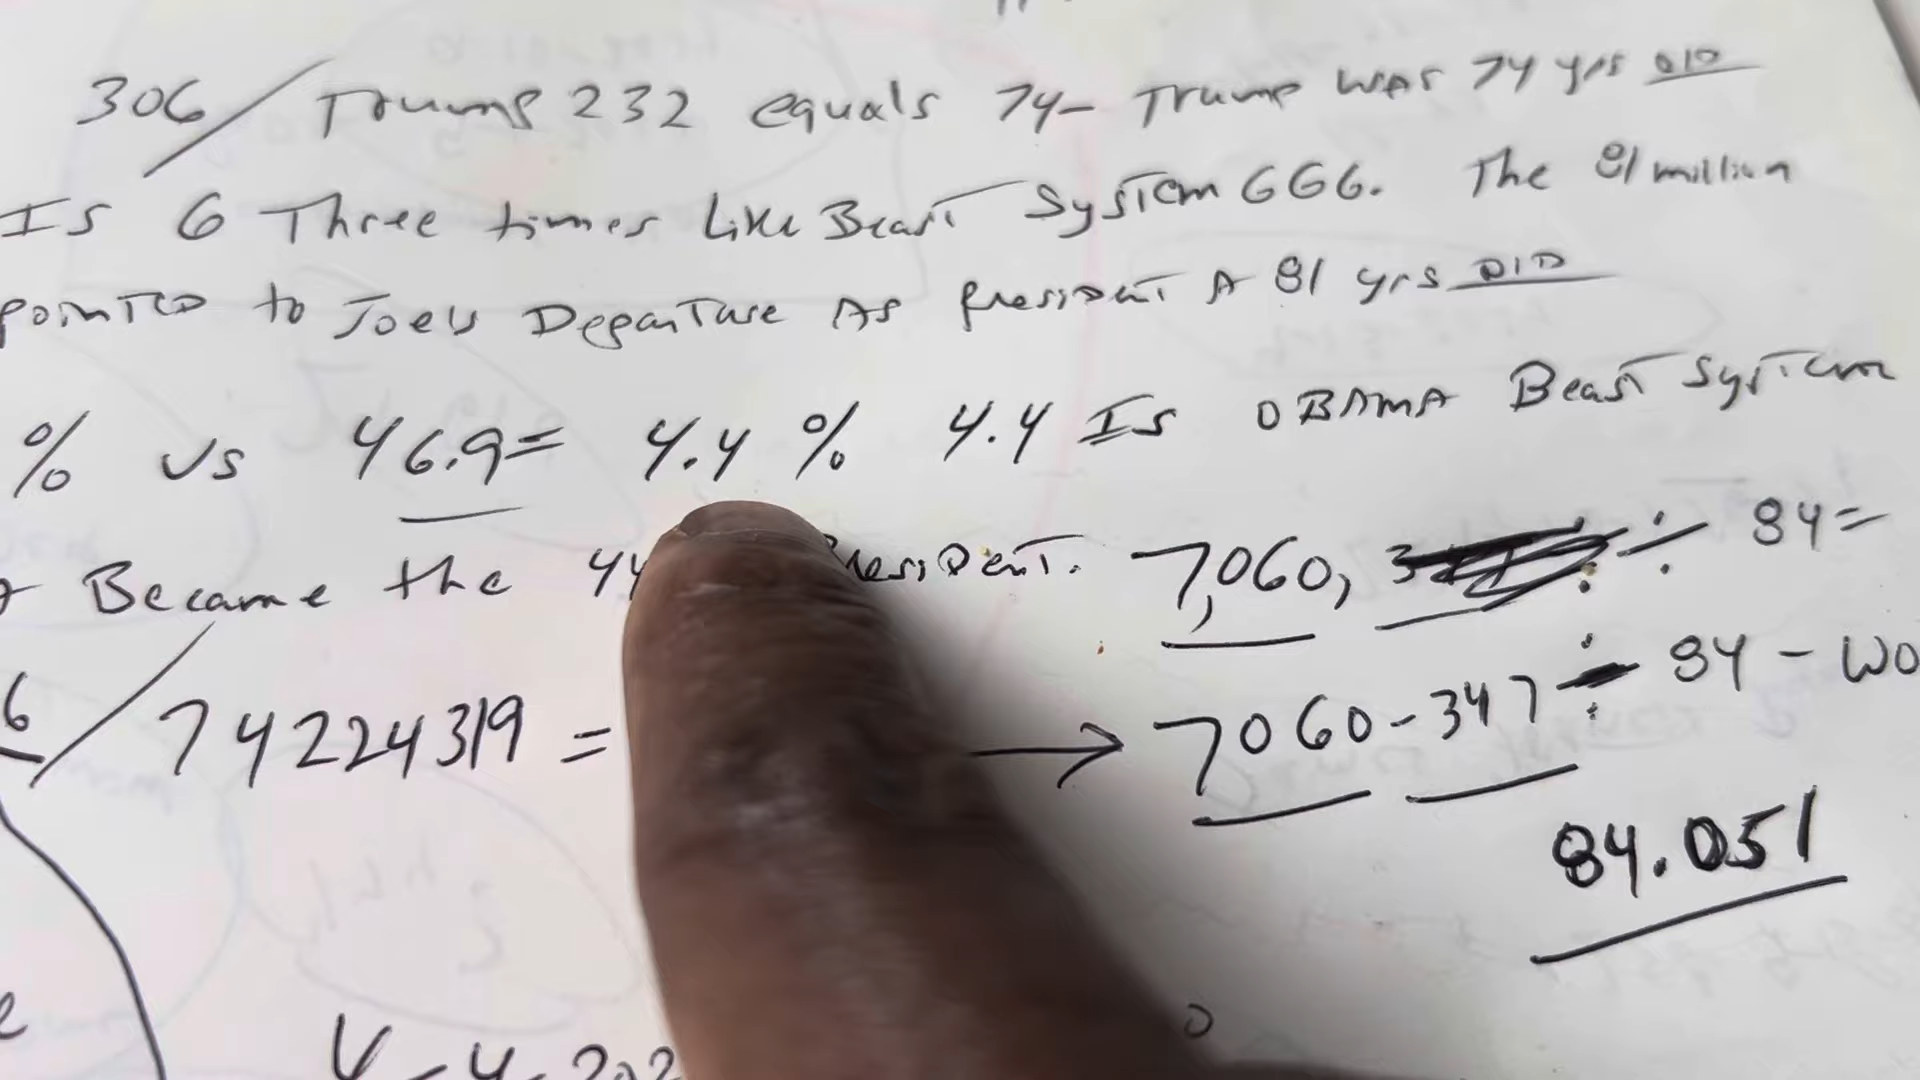 306/ Trump 232 equals 74- Trump was 74 yrs old
Is 6 Three times Like Beast System 666. The 81 million
pointed to Joe's Departure As President A 81 yrs old
% vs 46.9= 4.4% 4.4 Is OBAMA Beast System
Became the 44 President. 7,060, ÷ 84=
6/74224319 = → 7060-347 ÷ 84 - WO
84.051
V-4-202